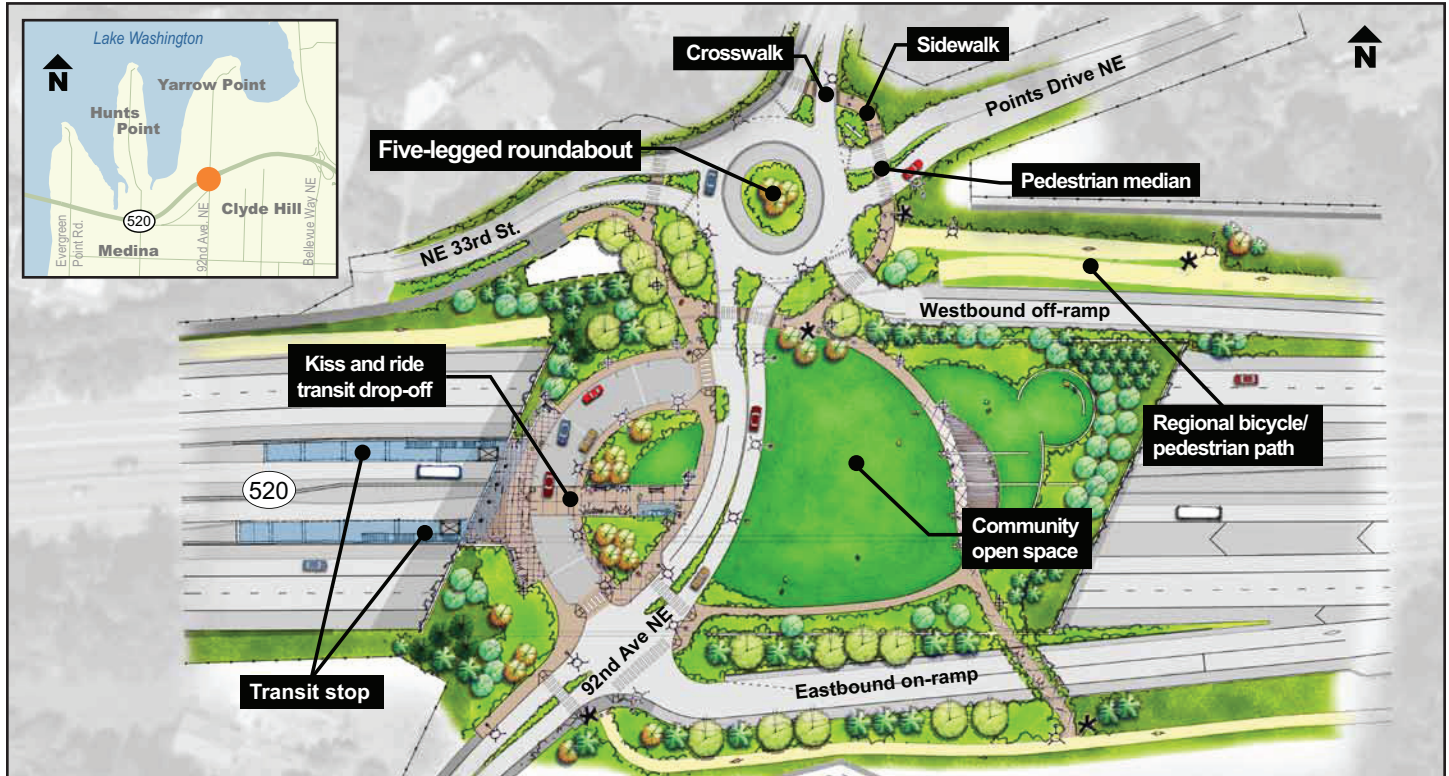 Lake Washington
N
Yarrow Point
Hunts
Point
520
Clyde Hill
Medina
Evergreen
Point Rd.
92nd Ave. NE
Bellevue Way NE
N
Crosswalk
Sidewalk
Points Drive NE
Five-legged roundabout
Pedestrian median
NE 33rd St.
Westbound off-ramp
Kiss and ride
transit drop-off
Regional bicycle/
pedestrian path
520
Community
open space
92nd Ave NE
Transit stop
Eastbound on-ramp